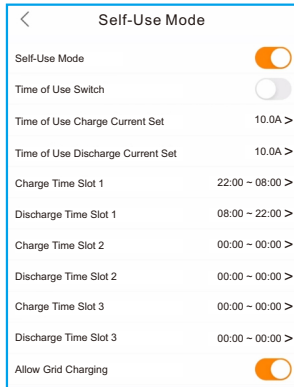 Self-Use Mode
Self-Use Mode
Time of Use Switch
Time of Use Charge Current Set 10.0A >
Time of Use Discharge Current Set 10.0A >
Charge Time Slot 1 22:00 ~ 08:00 >
Discharge Time Slot 1 08:00 ~ 22:00 >
Charge Time Slot 2 00:00 ~ 00:00 >
Discharge Time Slot 2 00:00 ~ 00:00 >
Charge Time Slot 3 00:00 ~ 00:00 >
Discharge Time Slot 3 00:00 ~ 00:00 >
Allow Grid Charging